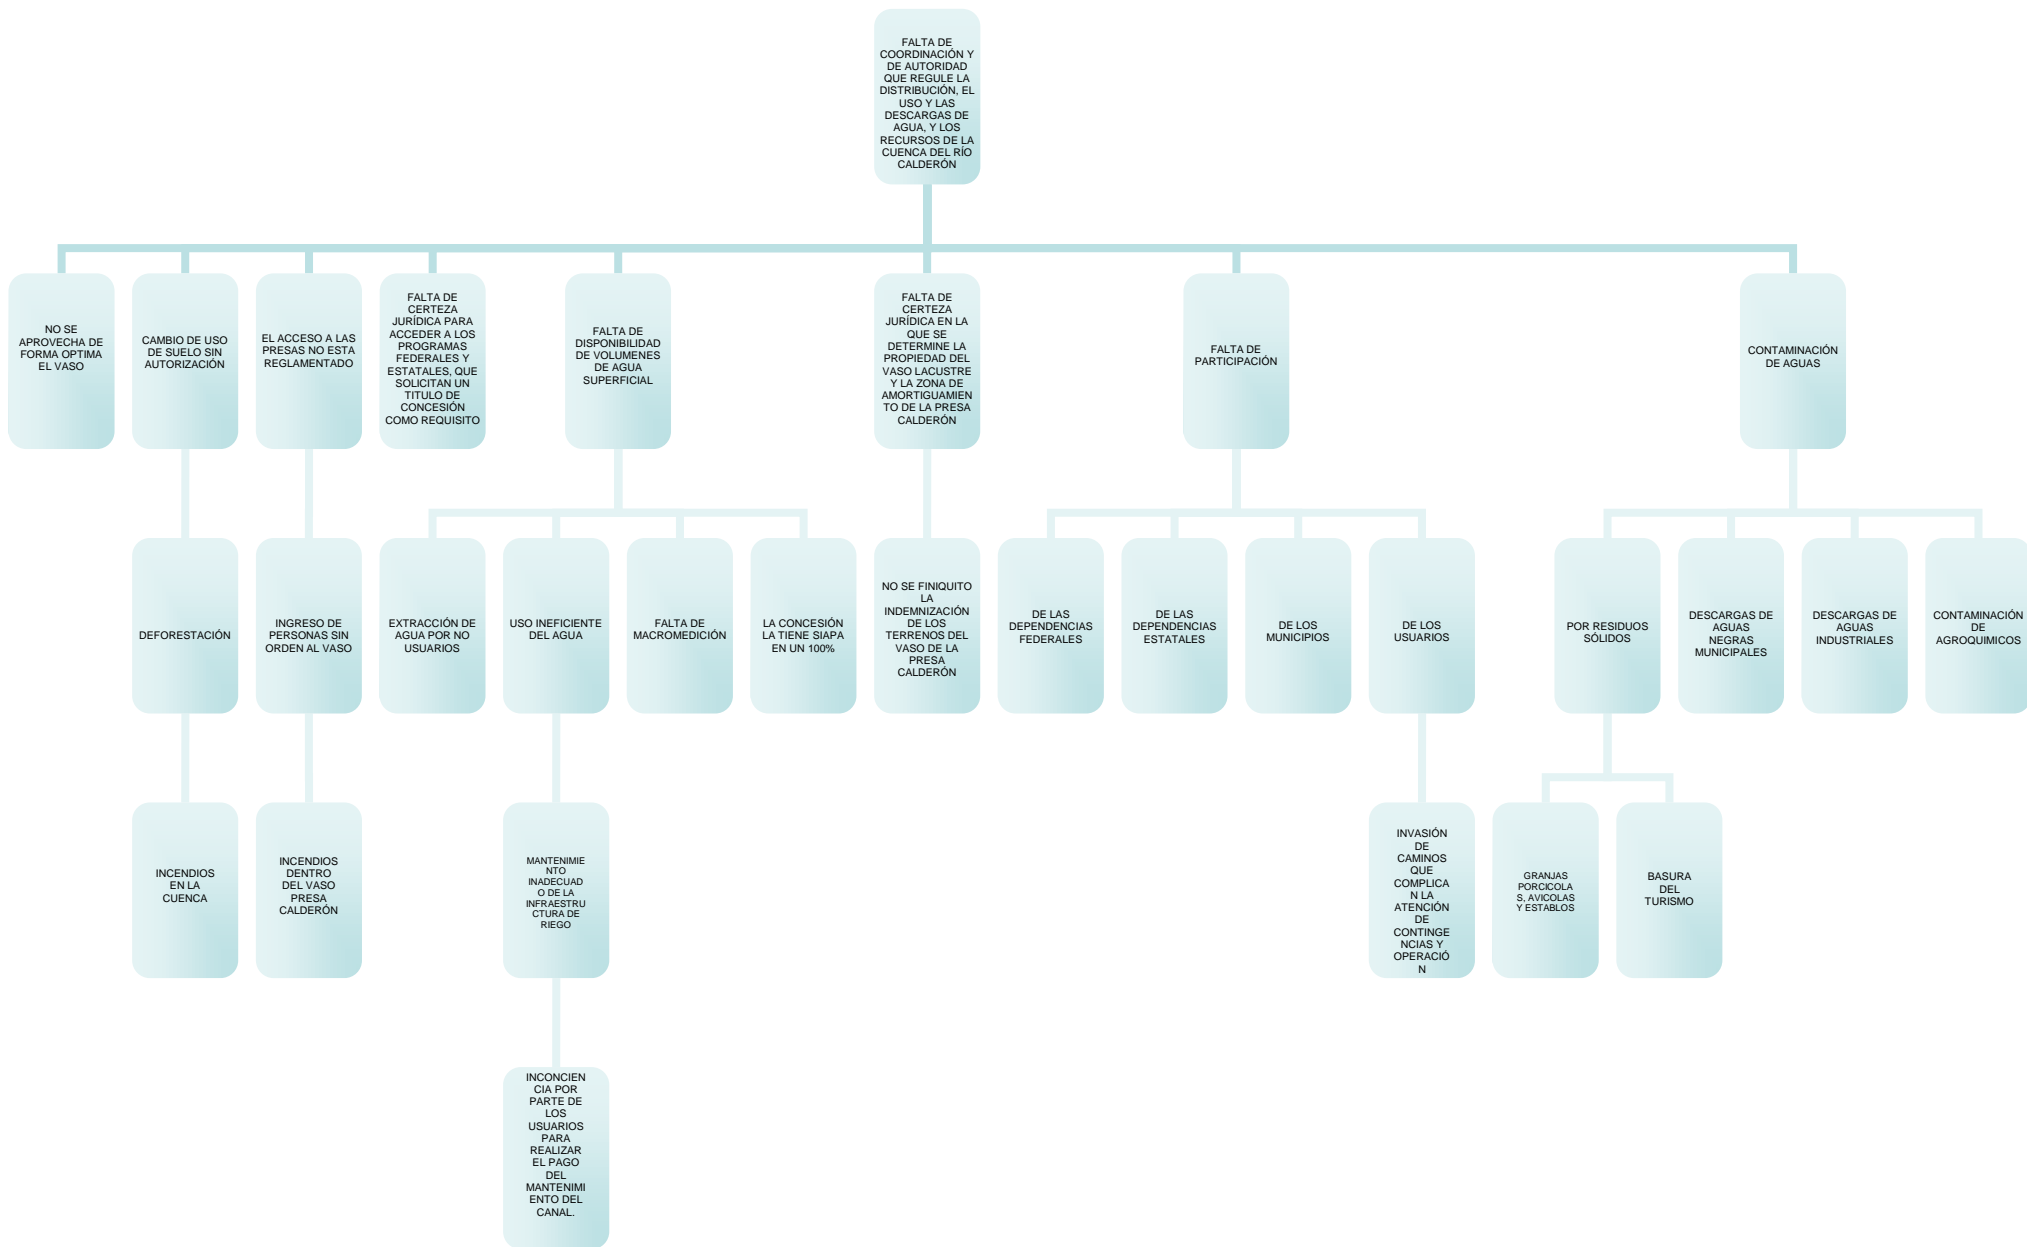 FALTA DE
COORDINACIÓN Y
DE AUTORIDAD
QUE REGULE LA
DISTRIBUCIÓN, EL
USO Y LAS
DESCARGAS DE
AGUA, Y LOS
RECURSOS DE LA
CUENCA DEL RÍO
CALDERÓN
NO SE
APROVECHA DE
FORMA OPTIMA
EL VASO
CAMBIO DE USO
DE SUELO SIN
AUTORIZACIÓN
EL ACCESO A LAS
PRESAS NO ESTA
REGLAMENTADO
FALTA DE
CERTEZA
JURÍDICA PARA
ACCEDER A LOS
PROGRAMAS
FEDERALES Y
ESTATALES, QUE
SOLICITAN UN
TITULO DE
CONCESIÓN
COMO REQUISITO
FALTA DE
DISPONIBILIDAD
DE VOLUMENES
DE AGUA
SUPERFICIAL
FALTA DE
CERTEZA
JURÍDICA EN LA
QUE SE
DETERMINE LA
PROPIEDAD DEL
VASO LACUSTRE
Y LA ZONA DE
AMORTIGUAMIEN
TO DE LA PRESA
CALDERÓN
FALTA DE
PARTICIPACIÓN
CONTAMINACIÓN
DE AGUAS
DEFORESTACIÓN
INGRESO DE
PERSONAS SIN
ORDEN AL VASO
EXTRACCIÓN DE
AGUA POR NO
USUARIOS
USO INEFICIENTE
DEL AGUA
FALTA DE
MACROMEDICIÓN
LA CONCESIÓN
LA TIENE SIAPA
EN UN 100%
NO SE FINIQUITO
LA
INDEMNIZACIÓN
DE LOS
TERRENOS DEL
VASO DE LA
PRESA
CALDERÓN
DE LAS
DEPENDENCIAS
FEDERALES
DE LAS
DEPENDENCIAS
ESTATALES
DE LOS
MUNICIPIOS
DE LOS
USUARIOS
POR RESIDUOS
SÓLIDOS
DESCARGAS DE
AGUAS
NEGRAS
MUNICIPALES
DESCARGAS DE
AGUAS
INDUSTRIALES
CONTAMINACIÓN
DE
AGROQUIMICOS
INCENDIOS
EN LA
CUENCA
INCENDIOS
DENTRO
DEL VASO
PRESA
CALDERÓN
MANTENIMIE
NTO
INADECUAD
O DE LA
INFRAESTRU
CTURA DE
RIEGO
INVASIÓN
DE
CAMINOS
QUE
COMPLICA
N LA
ATENCIÓN
DE
CONTINGE
NCIAS Y
OPERACIÓ
N
GRANJAS
PORCICOLA
S, AVICOLAS
Y ESTABLOS
BASURA
DEL
TURISMO
INCONCIEN
CIA POR
PARTE DE
LOS
USUARIOS
PARA
REALIZAR
EL PAGO
DEL
MANTENIMI
ENTO DEL
CANAL.